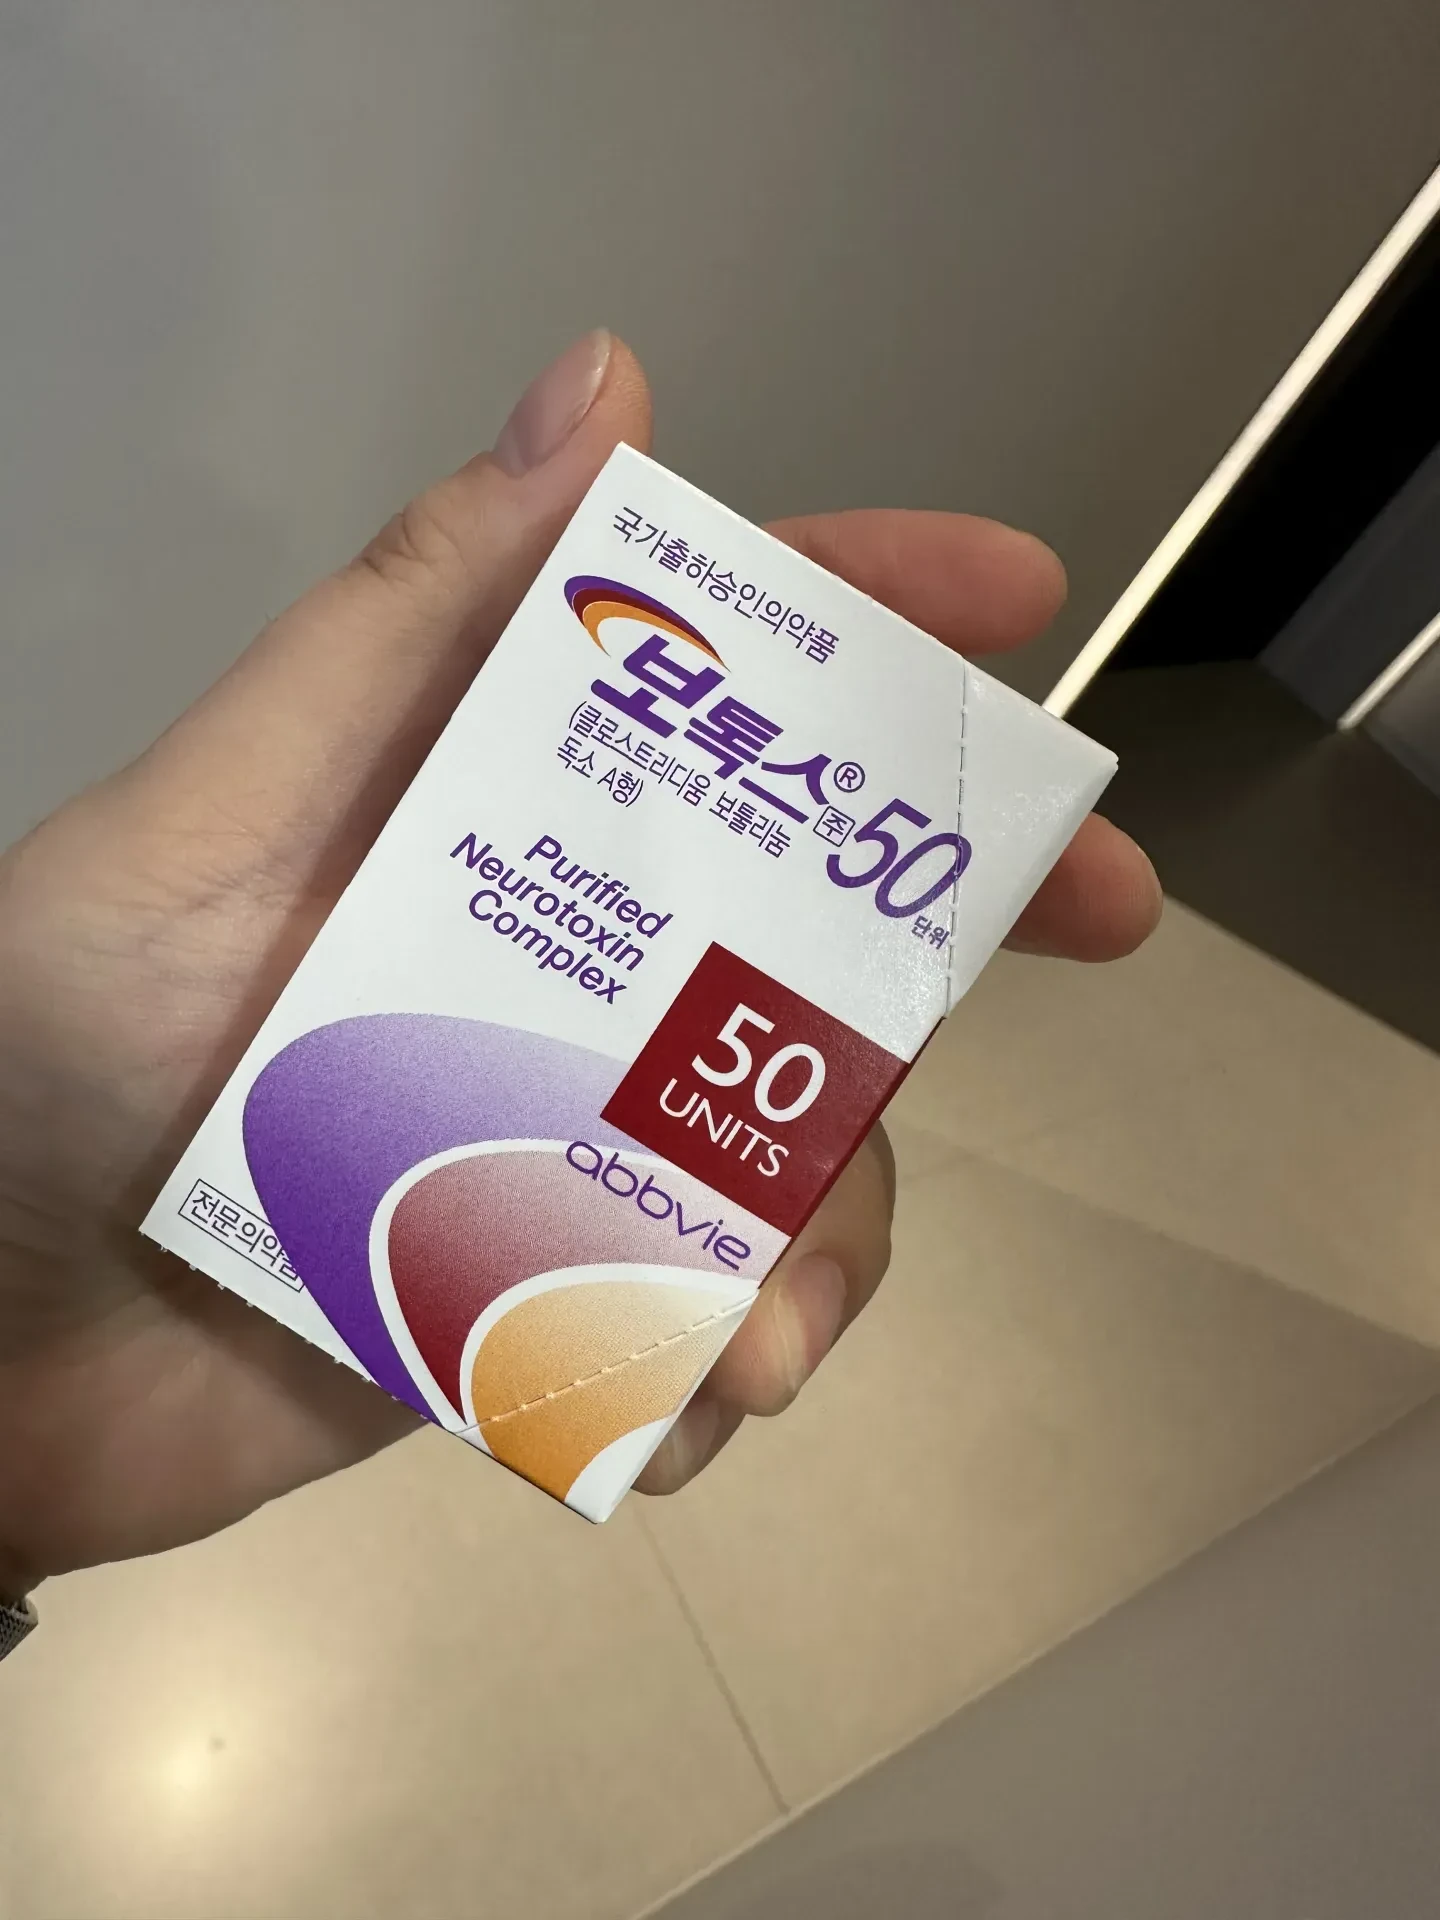 국가출하승인의약품
보톡스®주50단위
(클로스트리디움 보툴리눔
독소 A형)
Purified
Neurotoxin
Complex
50
UNITS
abbvie
전문의약품